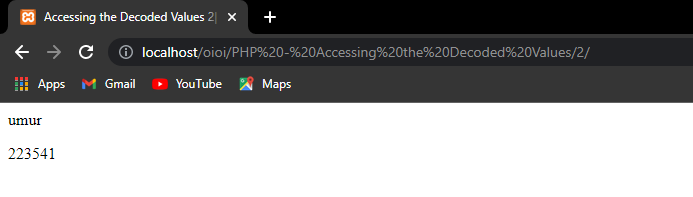 Accessing the Decoded Values 2|
localhost/oioi/PHP%20-%20Accessing%20the%20Decoded%20Values/2/
Apps Gmail YouTube Maps
umur
223541